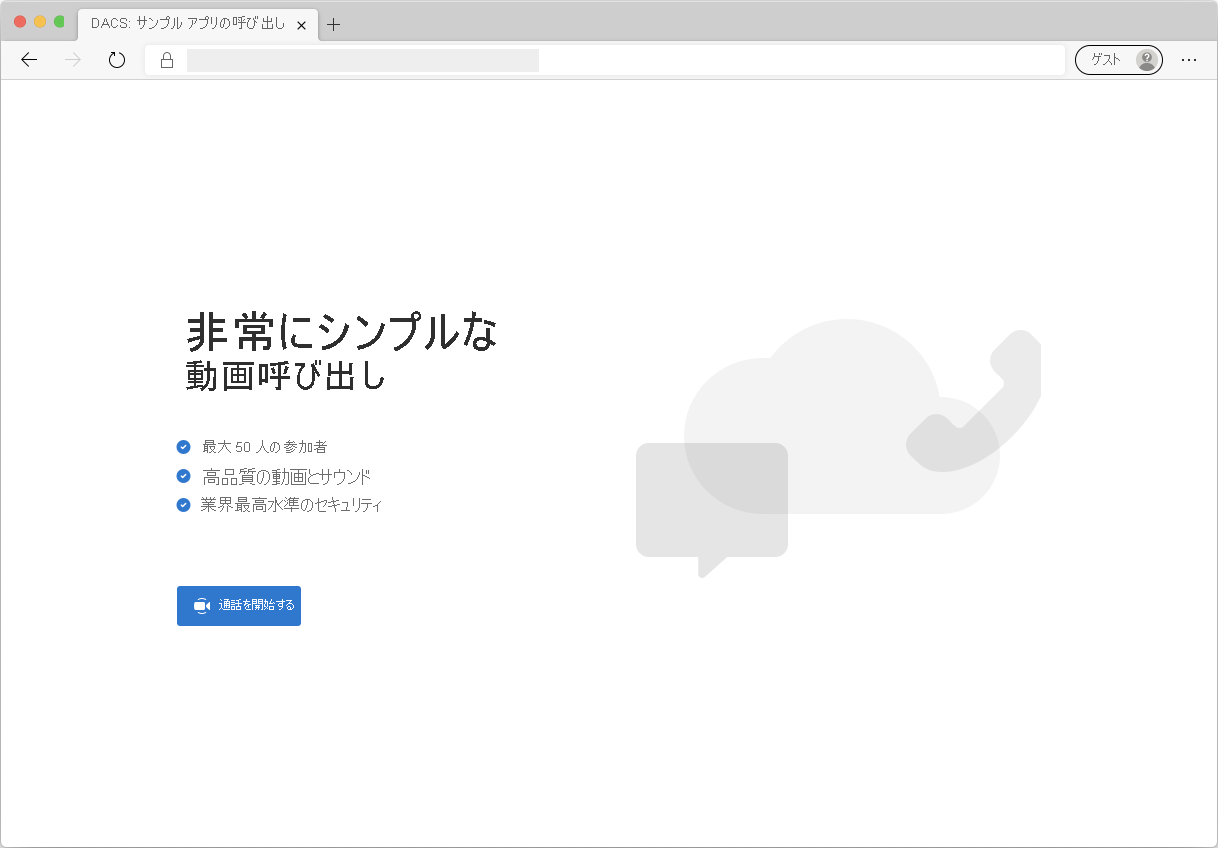 DACS: サンプル アプリの呼び出し
ゲスト
非常にシンプルな
動画呼び出し
最大 50 人の参加者
高品質の動画とサウンド
業界最高水準のセキュリティ
通話を開始する